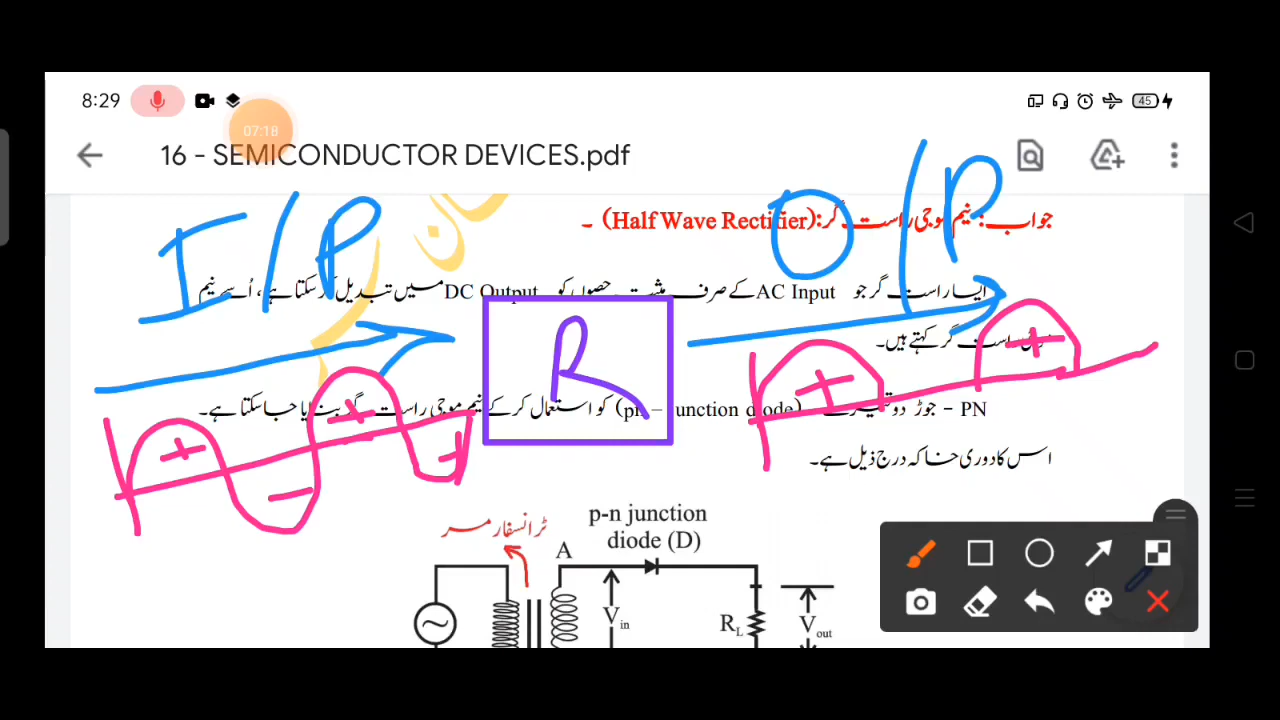 8:29
45
07:18
16 - SEMICONDUCTOR DEVICES.pdf
I/P
O/P
جواب: نیم موجی راست گر: (Half Wave Rectifier) ۔
ایسا راست گر جو AC Input کے صرف مثبت حصوں کو DC Output میں تبدیل کر سکتا ہے، اُسے نیم
راست گر کہتے ہیں۔
R
PN - جوڑ (pn – junction diode) کو استعمال کر کے نیم موجی راست گر بنایا جا سکتا ہے۔
اس کا دوری خاکہ درج ذیل ہے۔
+ − +
+ +
ٹرانسفارمر
p-n junction
diode (D)
A
Vin
RL
Vout